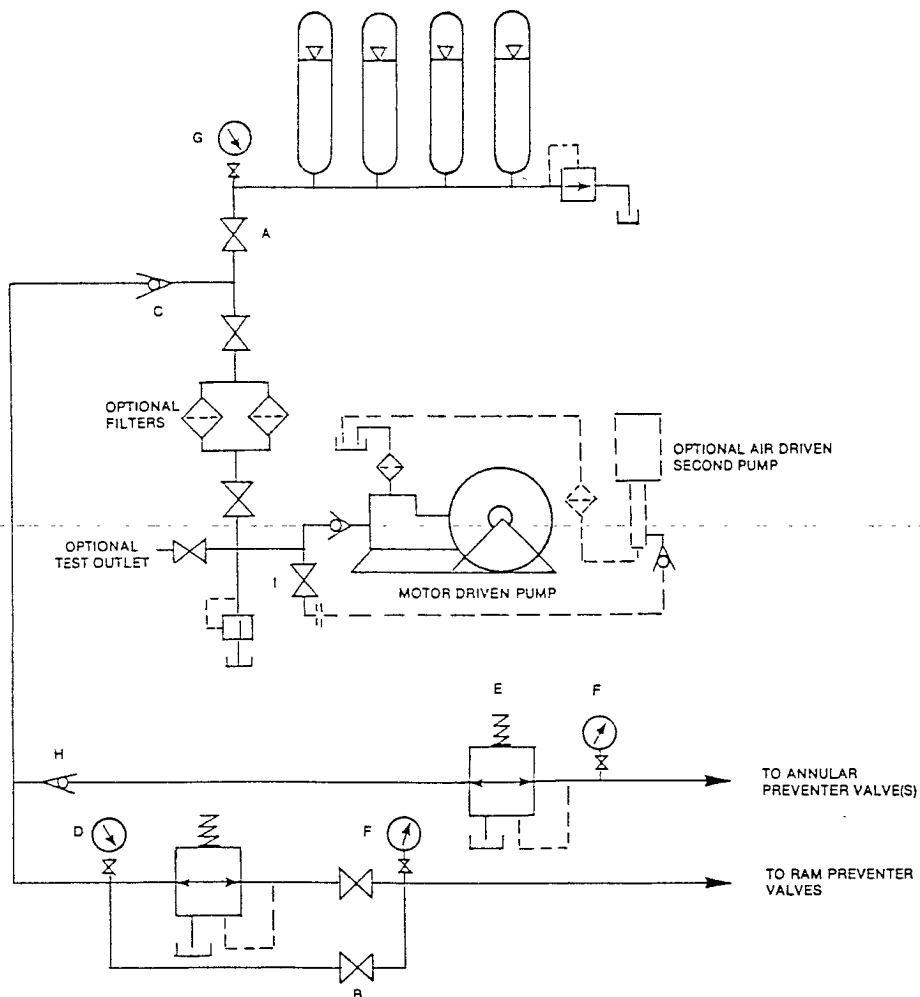 G
A
C
OPTIONAL
FILTERS
OPTIONAL AIR DRIVEN
SECOND PUMP
OPTIONAL
TEST OUTLET
I
MOTOR DRIVEN PUMP
E
F
H
TO ANNULAR
PREVENTER VALVE(S)
D
F
TO RAM PREVENTER
VALVES
B